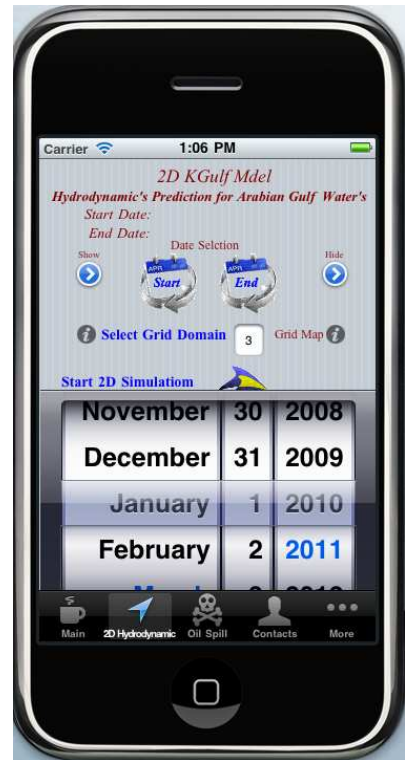 Carrier 1:06 PM
2D KGulf Mdel
Hydrodynamic's Prediction for Arabian Gulf Water's
Start Date:
End Date:
Date Selction
Show Hide
APR APR
Start End
Select Grid Domain 3 Grid Map
Start 2D Simulatiom
November 30 2008
December 31 2009
January 1 2010
February 2 2011
Main 2D Hydrodynamic Oil Spill Contacts More